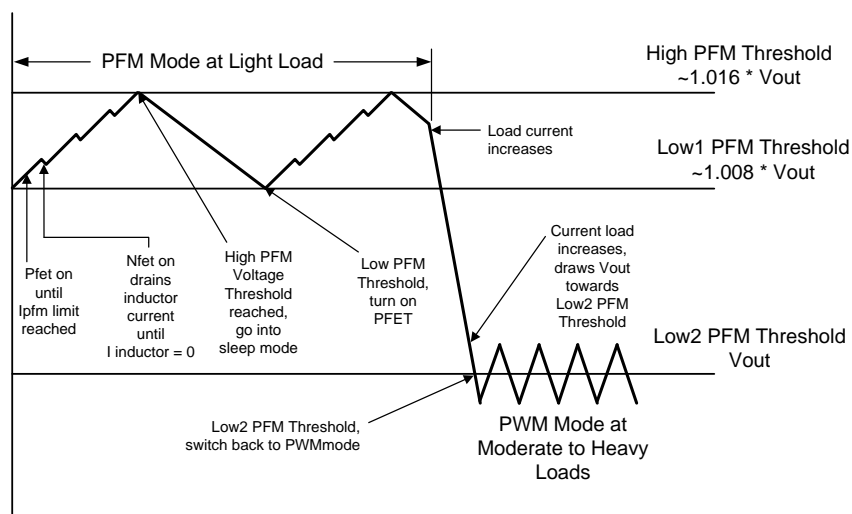 PFM Mode at Light Load
High PFM Threshold
~1.016 * Vout
Load current
increases
Low1 PFM Threshold
~1.008 * Vout
Pfet on
until
Ipfm limit
reached
Nfet on
drains
inductor
current
until
I inductor = 0
High PFM
Voltage
Threshold
reached,
go into
sleep mode
Low PFM
Threshold,
turn on
PFET
Current load
increases,
draws Vout
towards
Low2 PFM
Threshold
Low2 PFM Threshold
Vout
Low2 PFM Threshold,
switch back to PWMmode
PWM Mode at
Moderate to Heavy
Loads